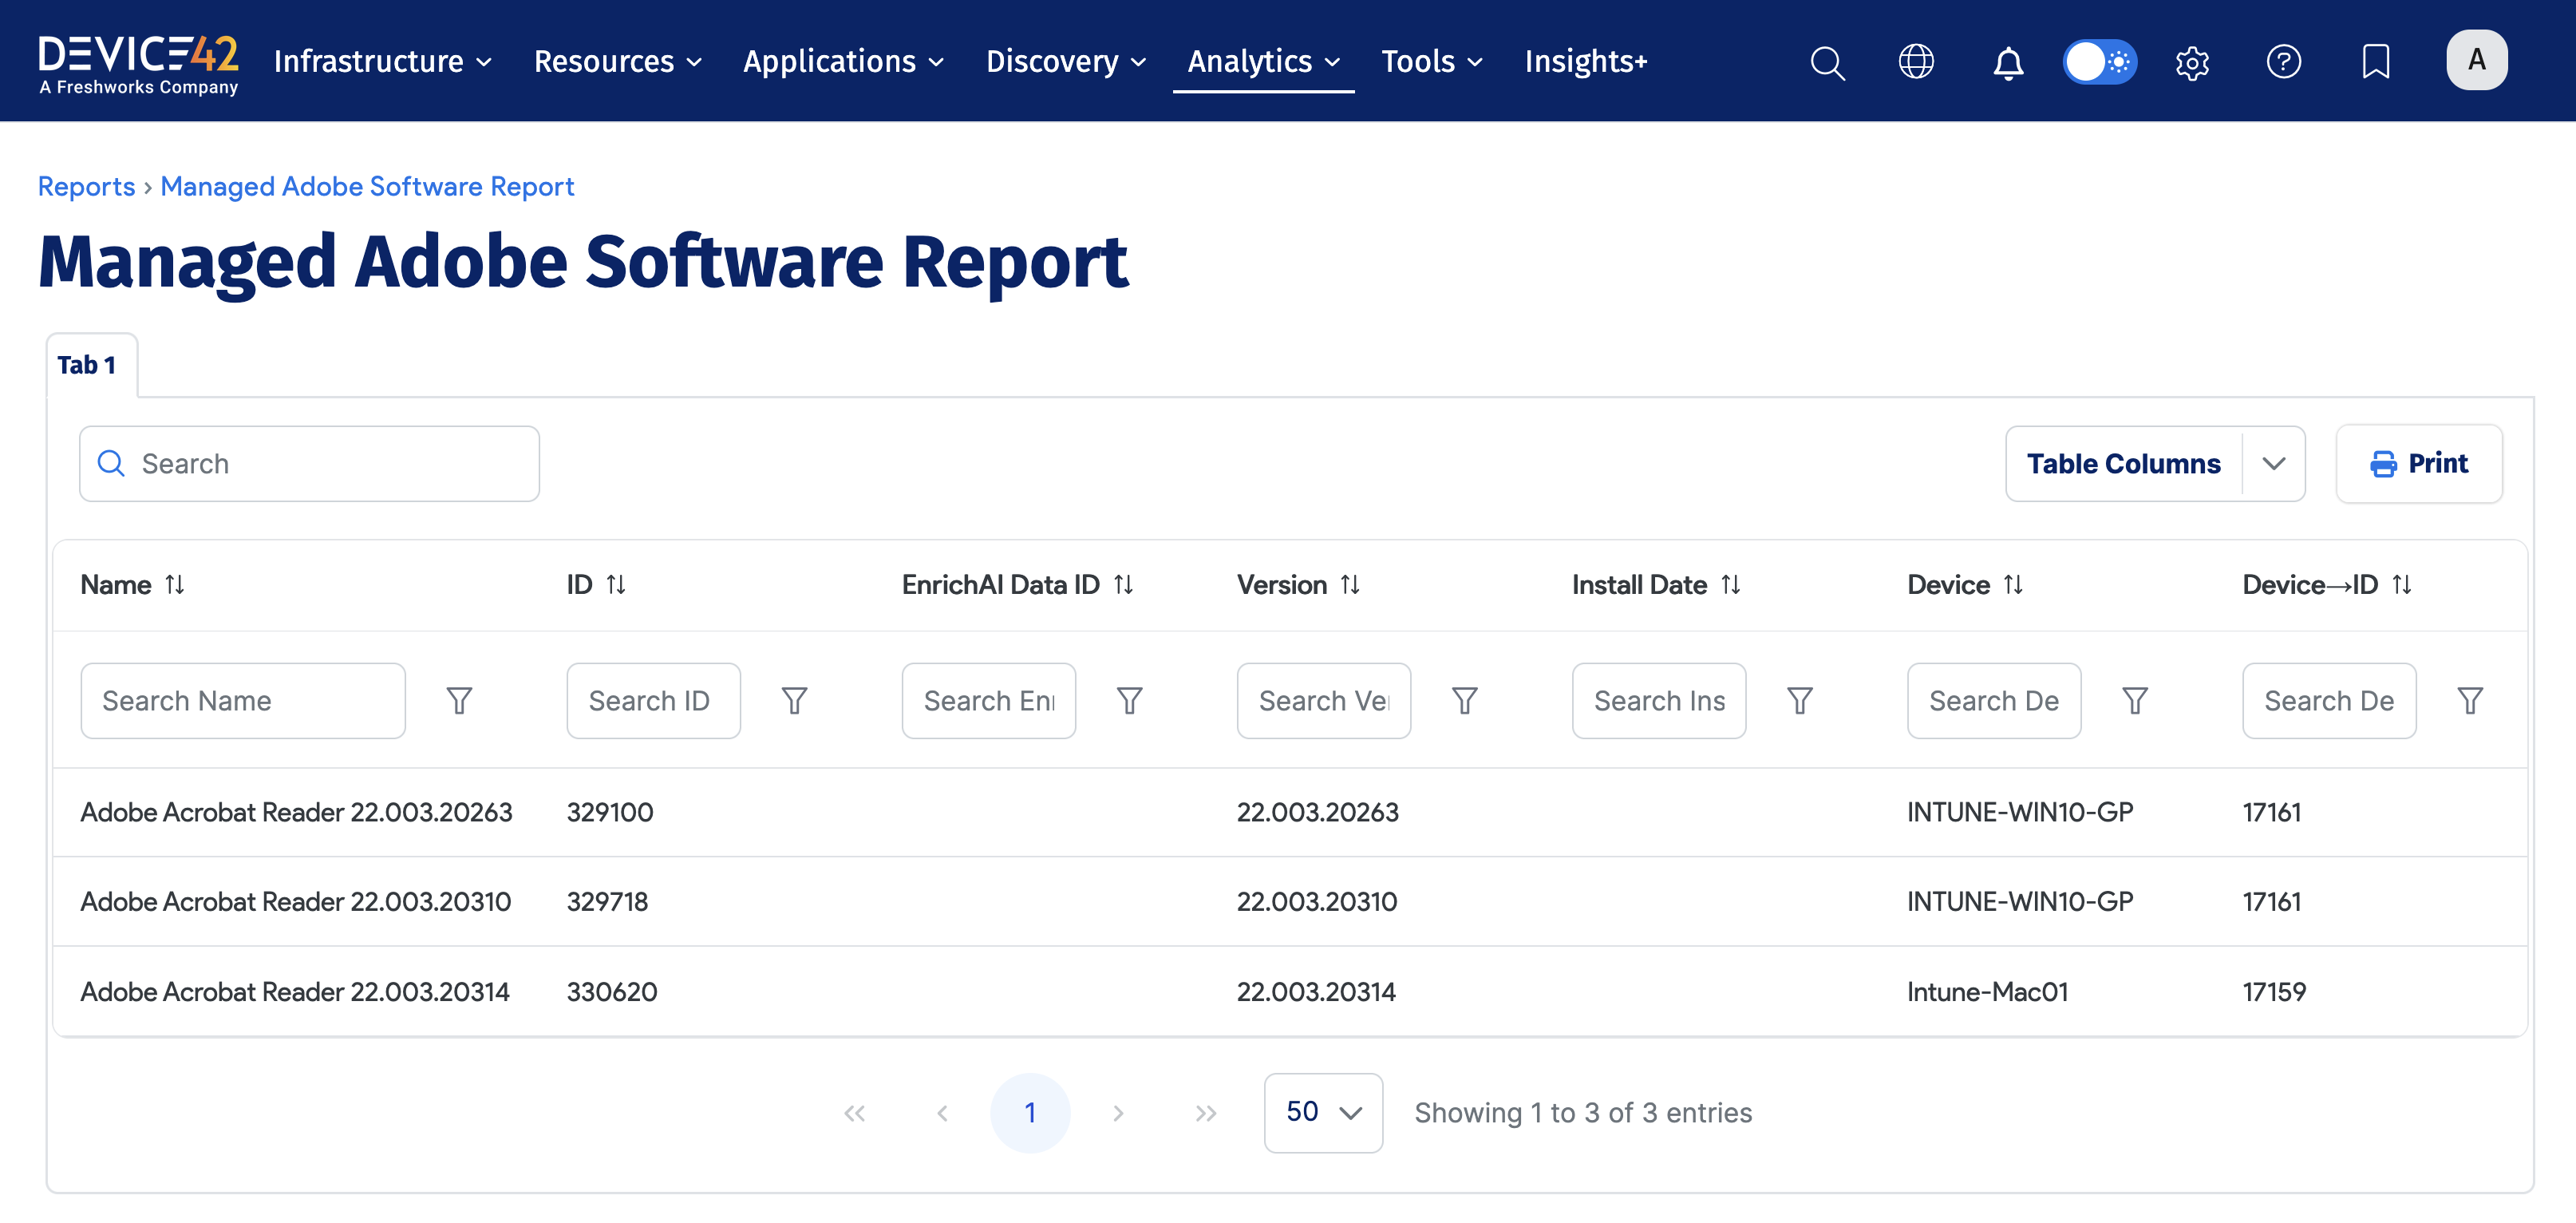 DEVICE42
A Freshworks Company
Infrastructure Resources Applications Discovery Analytics Tools Insights+ A
Reports › Managed Adobe Software Report
Managed Adobe Software Report
Tab 1
Search Table Columns Print
Name ID EnrichAI Data ID Version Install Date Device Device→ID
Search Name Search ID Search En Search Ve Search Ins Search De Search De
Adobe Acrobat Reader 22.003.20263 329100 22.003.20263 INTUNE-WIN10-GP 17161
Adobe Acrobat Reader 22.003.20310 329718 22.003.20310 INTUNE-WIN10-GP 17161
Adobe Acrobat Reader 22.003.20314 330620 22.003.20314 Intune-Mac01 17159
« ‹ 1 › » 50 Showing 1 to 3 of 3 entries